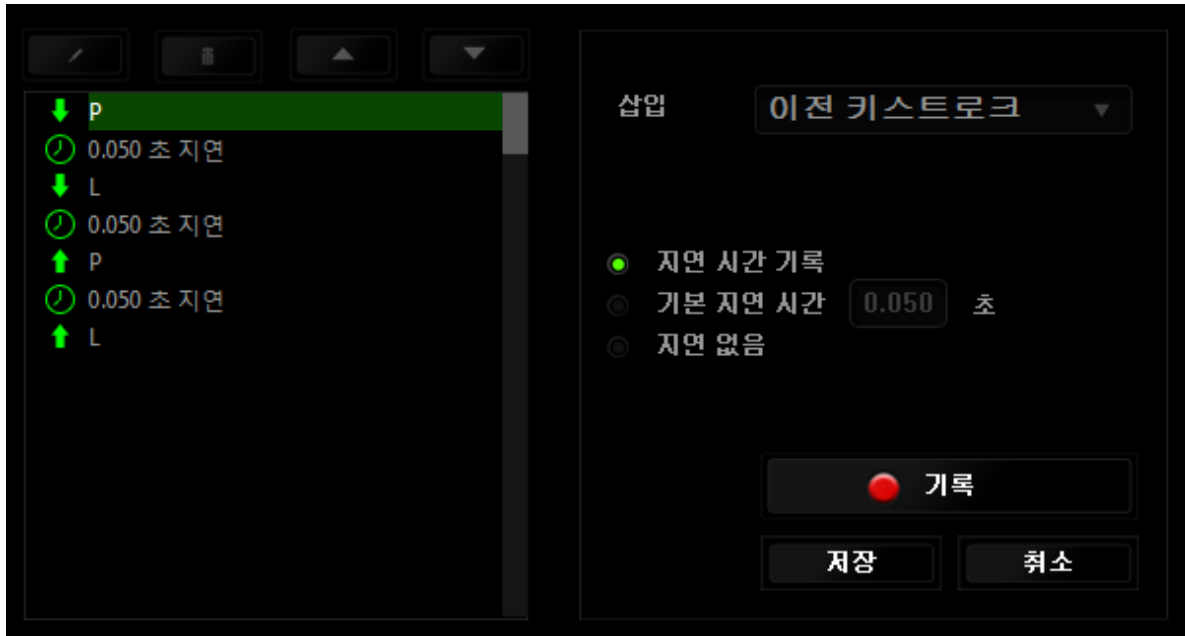 P
0.050 초 지연
L
0.050 초 지연
P
0.050 초 지연
L
삽입 이전 키스트로크
지연 시간 기록
기본 지연 시간 0.050 초
지연 없음
기록
저장 취소